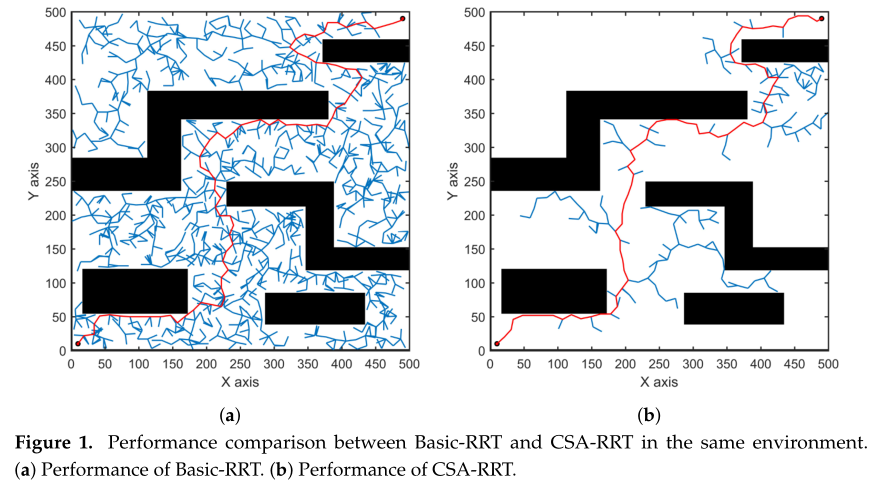 500
450
400
350
300
250
200
150
100
50
0
Y axis
0 50 100 150 200 250 300 350 400 450 500
X axis
(a)
500
450
400
350
300
250
200
150
100
50
0
Y axis
0 50 100 150 200 250 300 350 400 450 500
X axis
(b)
Figure 1. Performance comparison between Basic-RRT and CSA-RRT in the same environment.
(a) Performance of Basic-RRT. (b) Performance of CSA-RRT.